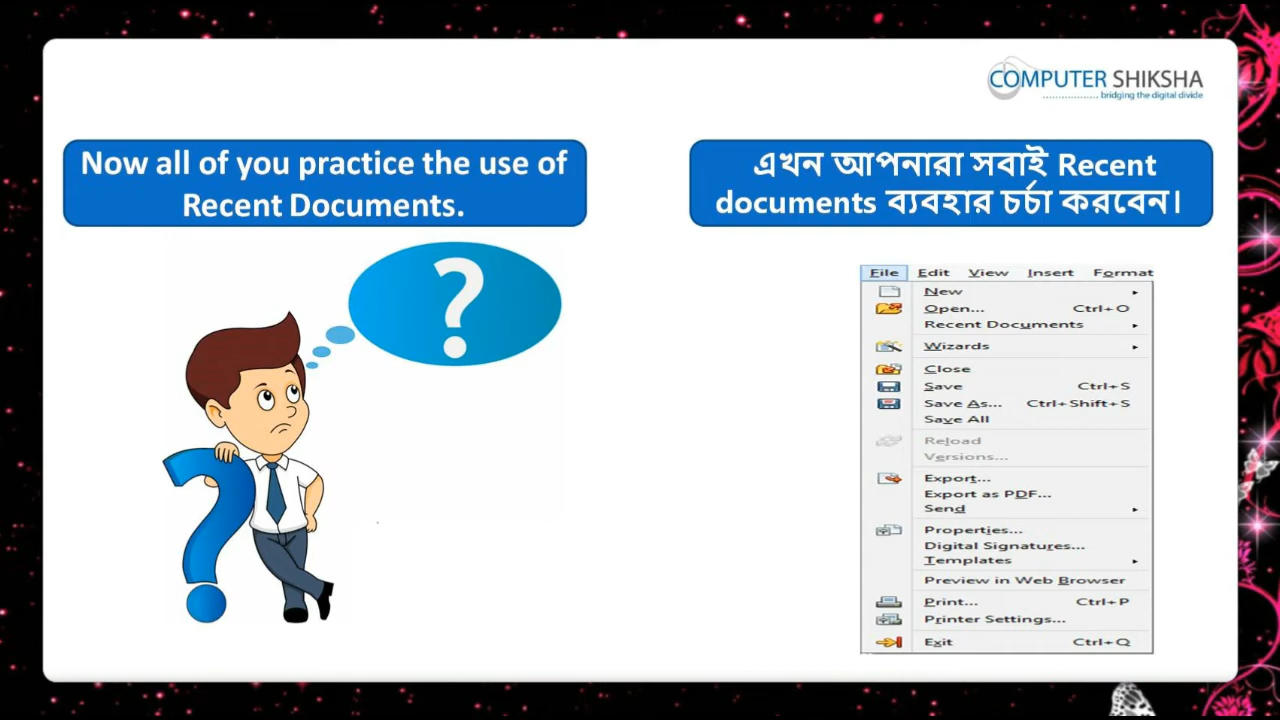 COMPUTER SHIKSHA
bridging the digital divide
Now all of you practice the use of
Recent Documents.
এখন আপনারা সবাই Recent
documents ব্যবহার চর্চা করবেন।
?
File Edit View Insert Format
New
Open... Ctrl+O
Recent Documents
Wizards
Close
Save Ctrl+S
Save As... Ctrl+Shift+S
Save All
Reload
Versions...
Export...
Export as PDF...
Send
Properties...
Digital Signatures...
Templates
Preview in Web Browser
Print... Ctrl+P
Printer Settings...
Exit Ctrl+Q